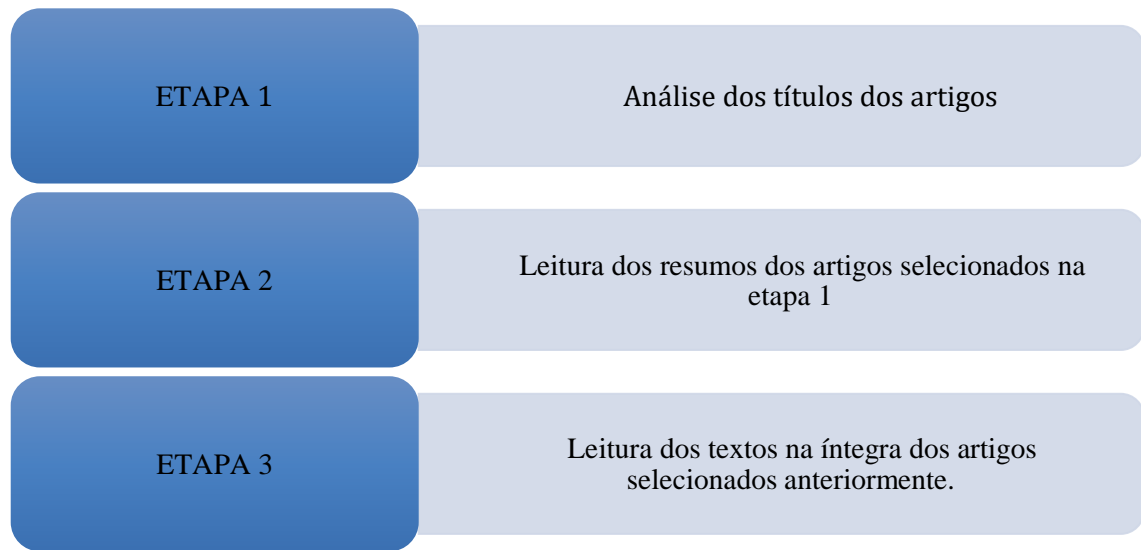 ETAPA 1
Análise dos títulos dos artigos
ETAPA 2
Leitura dos resumos dos artigos selecionados na
etapa 1
ETAPA 3
Leitura dos textos na íntegra dos artigos
selecionados anteriormente.